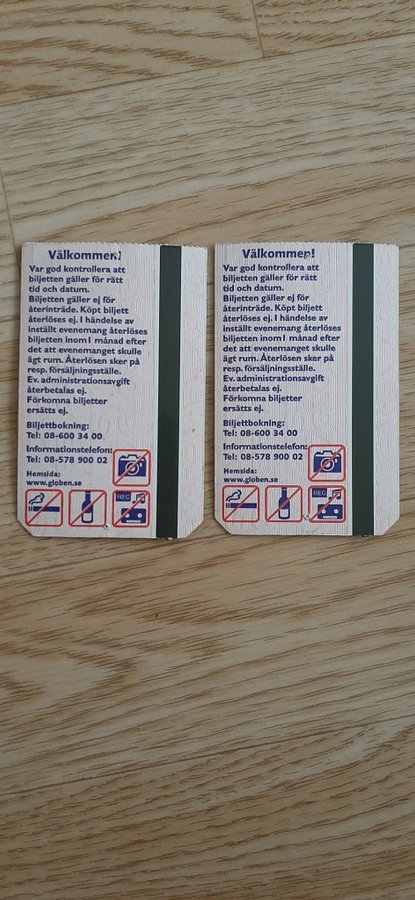 Välkommen!
Var god kontrollera att
biljetten gäller för rätt
tid och datum.
Biljetten gäller ej för
återinträde. Köpt biljett
återlöses ej. I händelse av
inställt evenemang återlöses
biljetten inom1 månad efter
det att evenemanget skulle
ägt rum. Återlösen sker på
resp. försäljningsställe.
Ev. administrationsavgift
återbetalas ej.
Förkomna biljetter
ersätts ej.
Biljettbokning:
Tel: 08-600 34 00
Informationstelefon:
Tel: 08-578 900 02
Hemsida:
www.globen.se
REC
Välkommen!
Var god kontrollera att
biljetten gäller för rätt
tid och datum.
Biljetten gäller ej för
återinträde. Köpt biljett
återlöses ej. I händelse av
inställt evenemang återlöses
biljetten inom1 månad efter
det att evenemanget skulle
ägt rum. Återlösen sker på
resp. försäljningsställe.
Ev. administrationsavgift
återbetalas ej.
Förkomna biljetter
ersätts ej.
Biljettbokning:
Tel: 08-600 34 00
Informationstelefon:
Tel: 08-578 900 02
Hemsida:
www.globen.se
REC